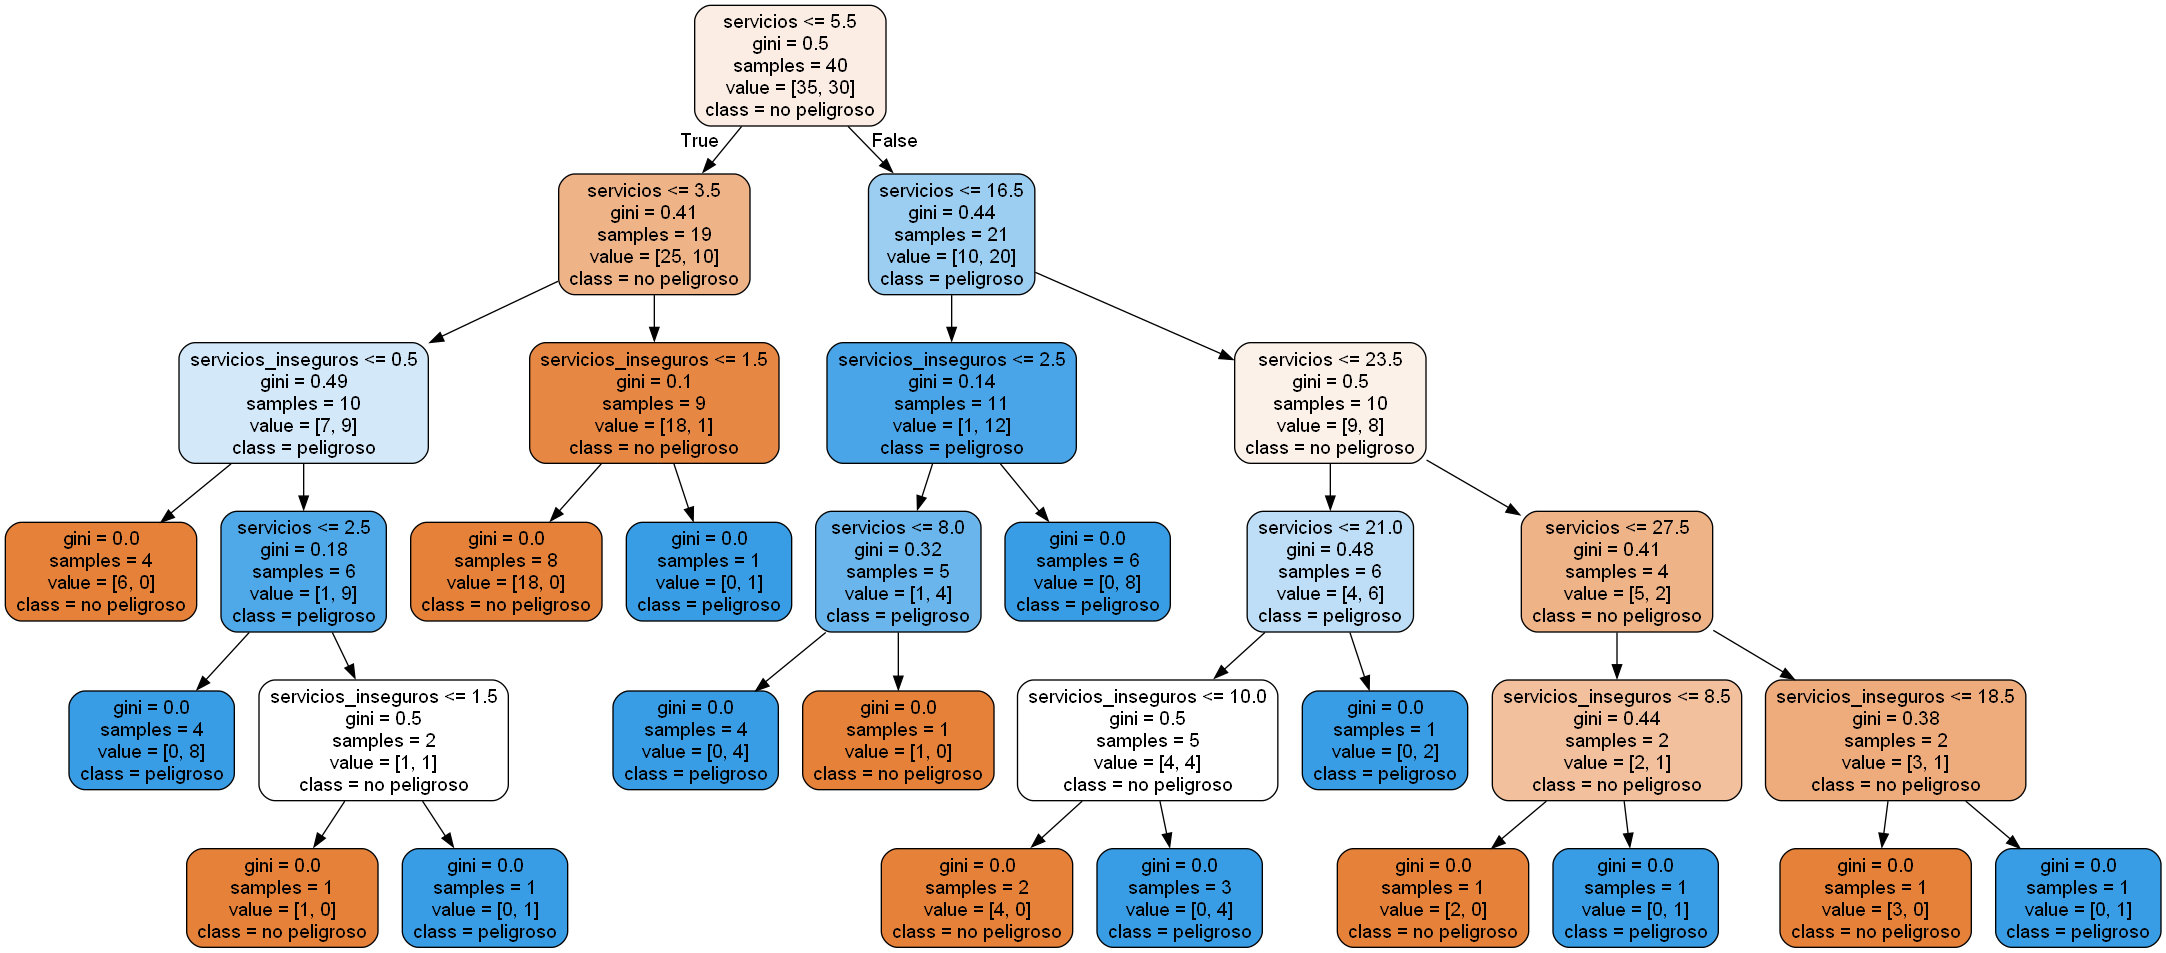 servicios <= 5.5
gini = 0.5
samples = 40
value = [35, 30]
class = no peligroso
True
False
servicios <= 3.5
gini = 0.41
samples = 19
value = [25, 10]
class = no peligroso
servicios <= 16.5
gini = 0.44
samples = 21
value = [10, 20]
class = peligroso
servicios_inseguros <= 0.5
gini = 0.49
samples = 10
value = [7, 9]
class = peligroso
servicios_inseguros <= 1.5
gini = 0.1
samples = 9
value = [18, 1]
class = no peligroso
servicios_inseguros <= 2.5
gini = 0.14
samples = 11
value = [1, 12]
class = peligroso
servicios <= 23.5
gini = 0.5
samples = 10
value = [9, 8]
class = no peligroso
gini = 0.0
samples = 4
value = [6, 0]
class = no peligroso
servicios <= 2.5
gini = 0.18
samples = 6
value = [1, 9]
class = peligroso
gini = 0.0
samples = 8
value = [18, 0]
class = no peligroso
gini = 0.0
samples = 1
value = [0, 1]
class = peligroso
servicios <= 8.0
gini = 0.32
samples = 5
value = [1, 4]
class = peligroso
gini = 0.0
samples = 6
value = [0, 8]
class = peligroso
servicios <= 21.0
gini = 0.48
samples = 6
value = [4, 6]
class = peligroso
servicios <= 27.5
gini = 0.41
samples = 4
value = [5, 2]
class = no peligroso
gini = 0.0
samples = 4
value = [0, 8]
class = peligroso
servicios_inseguros <= 1.5
gini = 0.5
samples = 2
value = [1, 1]
class = no peligroso
gini = 0.0
samples = 4
value = [0, 4]
class = peligroso
gini = 0.0
samples = 1
value = [1, 0]
class = no peligroso
servicios_inseguros <= 10.0
gini = 0.5
samples = 5
value = [4, 4]
class = no peligroso
gini = 0.0
samples = 1
value = [0, 2]
class = peligroso
servicios_inseguros <= 8.5
gini = 0.44
samples = 2
value = [2, 1]
class = no peligroso
servicios_inseguros <= 18.5
gini = 0.38
samples = 2
value = [3, 1]
class = no peligroso
gini = 0.0
samples = 1
value = [1, 0]
class = no peligroso
gini = 0.0
samples = 1
value = [0, 1]
class = peligroso
gini = 0.0
samples = 2
value = [4, 0]
class = no peligroso
gini = 0.0
samples = 3
value = [0, 4]
class = peligroso
gini = 0.0
samples = 1
value = [2, 0]
class = no peligroso
gini = 0.0
samples = 1
value = [0, 1]
class = peligroso
gini = 0.0
samples = 1
value = [3, 0]
class = no peligroso
gini = 0.0
samples = 1
value = [0, 1]
class = peligroso